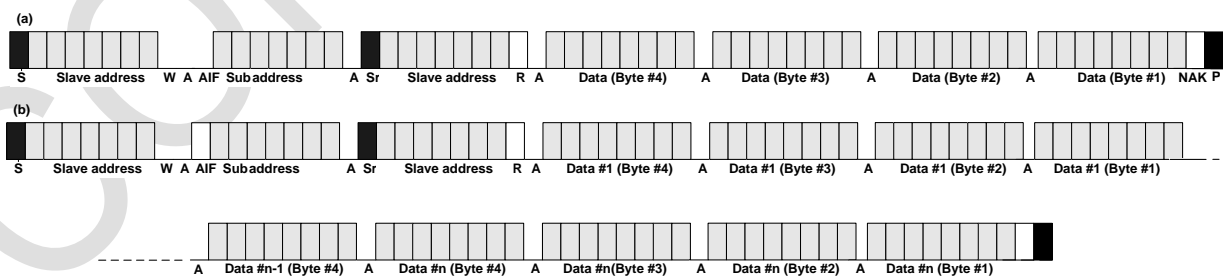 (a)
S Slave address W A AIF Subaddress A Sr Slave address R A Data (Byte #4) A Data (Byte #3) A Data (Byte #2) A Data (Byte #1) NAK P
(b)
S Slave address W A AIF Subaddress A Sr Slave address R A Data #1 (Byte #4) A Data #1 (Byte #3) A Data #1 (Byte #2) A Data #1 (Byte #1)
A Data #n-1 (Byte #4) A Data #n (Byte #4) A Data #n(Byte #3) A Data #n (Byte #2) A Data #n (Byte #1)